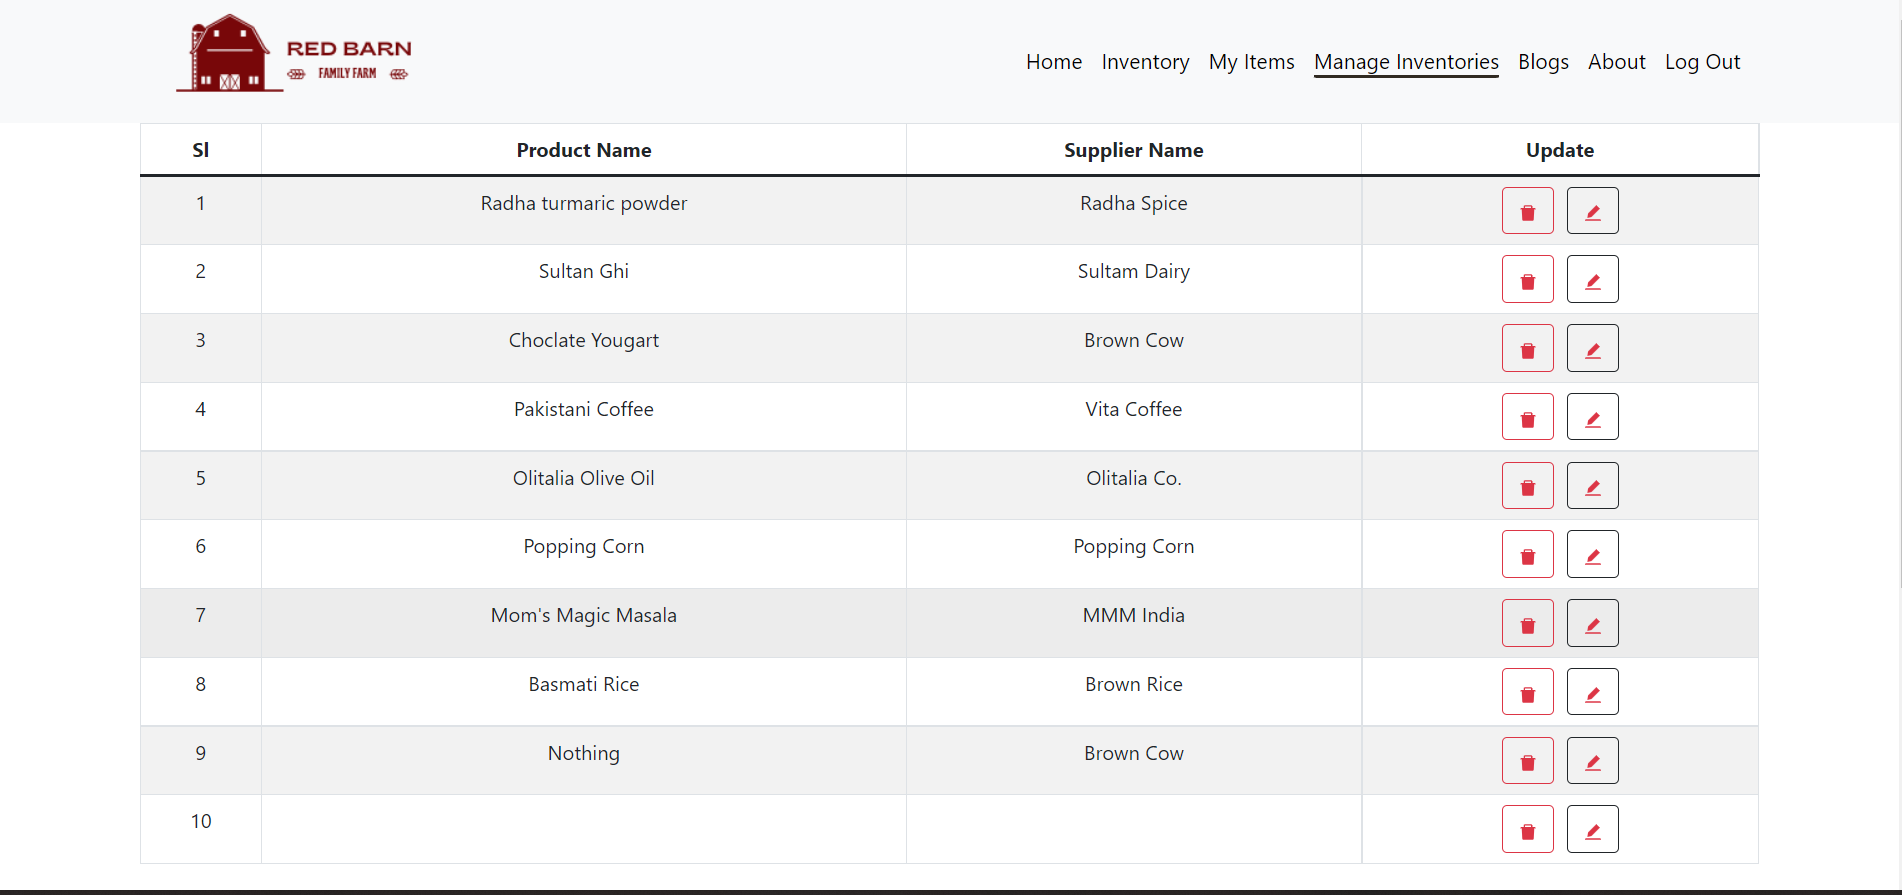 RED BARN
FAMILY FARM
Home Inventory My Items Manage Inventories Blogs About Log Out
Sl Product Name Supplier Name Update
1 Radha turmaric powder Radha Spice
2 Sultan Ghi Sultam Dairy
3 Choclate Yougart Brown Cow
4 Pakistani Coffee Vita Coffee
5 Olitalia Olive Oil Olitalia Co.
6 Popping Corn Popping Corn
7 Mom's Magic Masala MMM India
8 Basmati Rice Brown Rice
9 Nothing Brown Cow
10